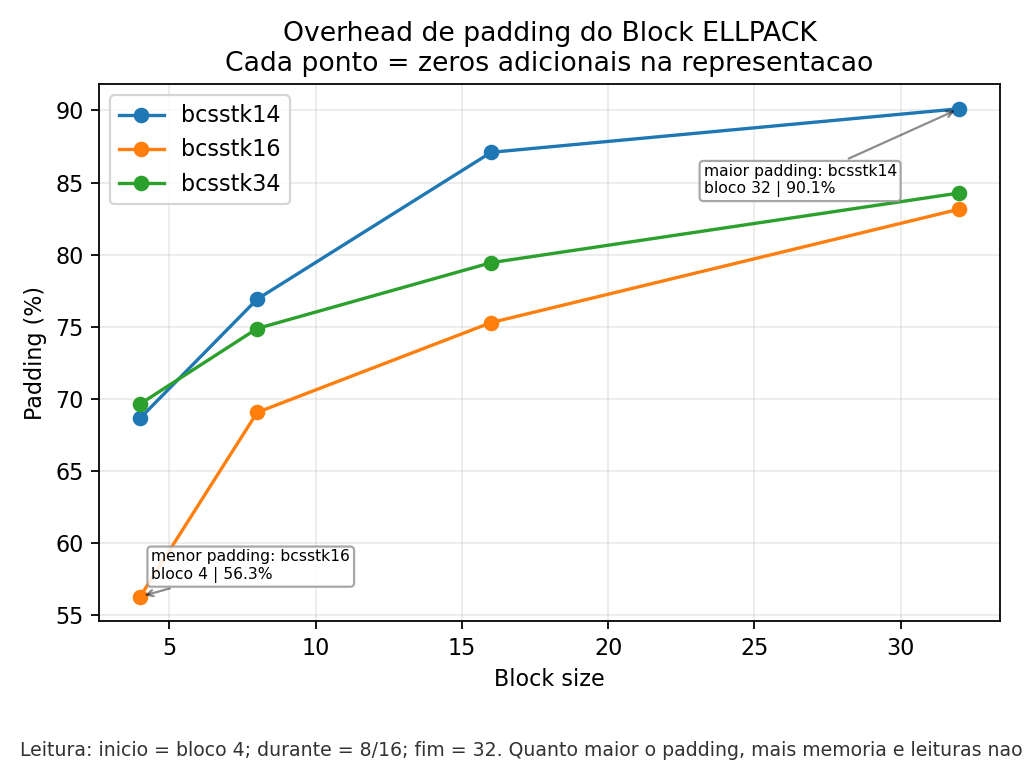 Overhead de padding do Block ELLPACK
Cada ponto = zeros adicionais na representacao
90
85
80
75
70
65
60
55
Padding (%)
bcsstk14
bcsstk16
bcsstk34
maior padding: bcsstk14
bloco 32 | 90.1%
menor padding: bcsstk16
bloco 4 | 56.3%
5
10
15
20
25
30
Block size
Leitura: inicio = bloco 4; durante = 8/16; fim = 32. Quanto maior o padding, mais memoria e leituras nao